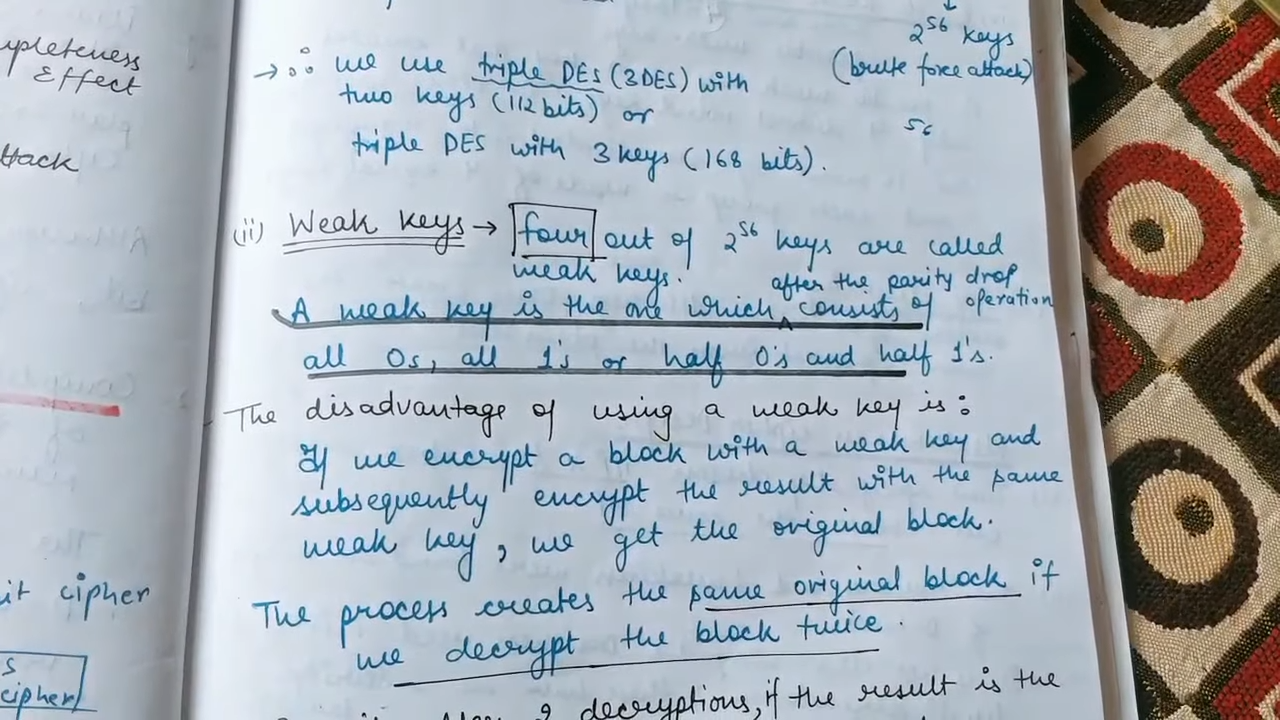 mpleteness
Effect
ttack
it cipher
s
cipher
2^56 keys
(brute force attack)
→ ∴ we use triple DES (3DES) with
two keys (112 bits) or
56
triple DES with 3 keys (168 bits).
(ii) Weak keys → four out of 2^56 keys are called
weak keys.
after the parity drop operation
A weak key is the one which ^ consists of
all 0s, all 1's or half 0's and half 1's.
The disadvantage of using a weak key is :
If we encrypt a block with a weak key and
subsequently encrypt the result with the same
weak key, we get the original block.
The process creates the same original block if
we decrypt the block twice.
2 decryptions, if the result is the